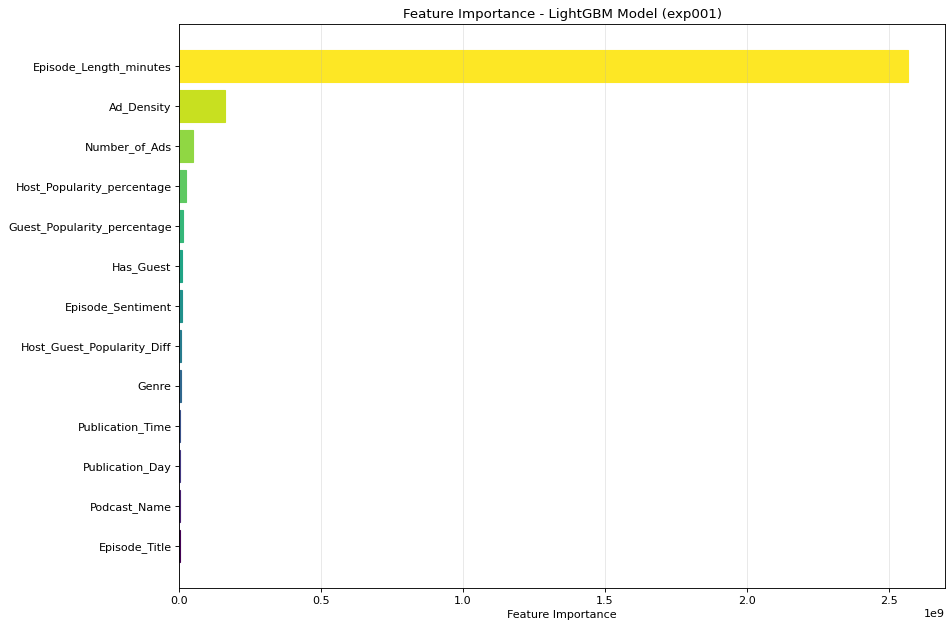 Feature Importance - LightGBM Model (exp001)
Episode_Length_minutes
Ad_Density
Number_of_Ads
Host_Popularity_percentage
Guest_Popularity_percentage
Has_Guest
Episode_Sentiment
Host_Guest_Popularity_Diff
Genre
Publication_Time
Publication_Day
Podcast_Name
Episode_Title
0.0 0.5 1.0 1.5 2.0 2.5
1e9
Feature Importance